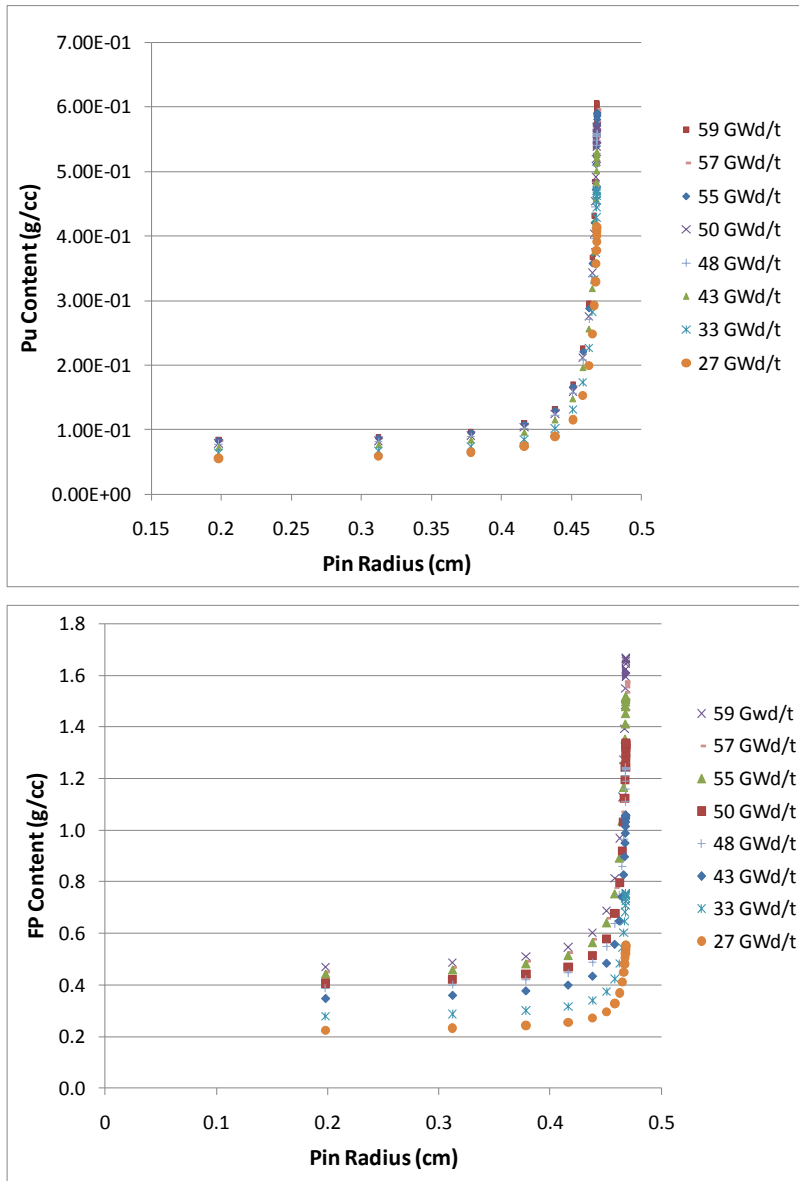 7.00E-01
6.00E-01
5.00E-01
4.00E-01
3.00E-01
2.00E-01
1.00E-01
0.00E+00
Pu Content (g/cc)
0.15
0.2
0.25
0.3
0.35
0.4
0.45
0.5
Pin Radius (cm)
59 GWd/t
57 GWd/t
55 GWd/t
50 GWd/t
48 GWd/t
43 GWd/t
33 GWd/t
27 GWd/t
1.8
1.6
1.4
1.2
1.0
0.8
0.6
0.4
0.2
0.0
FP Content (g/cc)
0
0.1
0.2
0.3
0.4
0.5
Pin Radius (cm)
59 Gwd/t
57 GWd/t
55 GWd/t
50 GWd/t
48 GWd/t
43 GWd/t
33 GWd/t
27 GWd/t